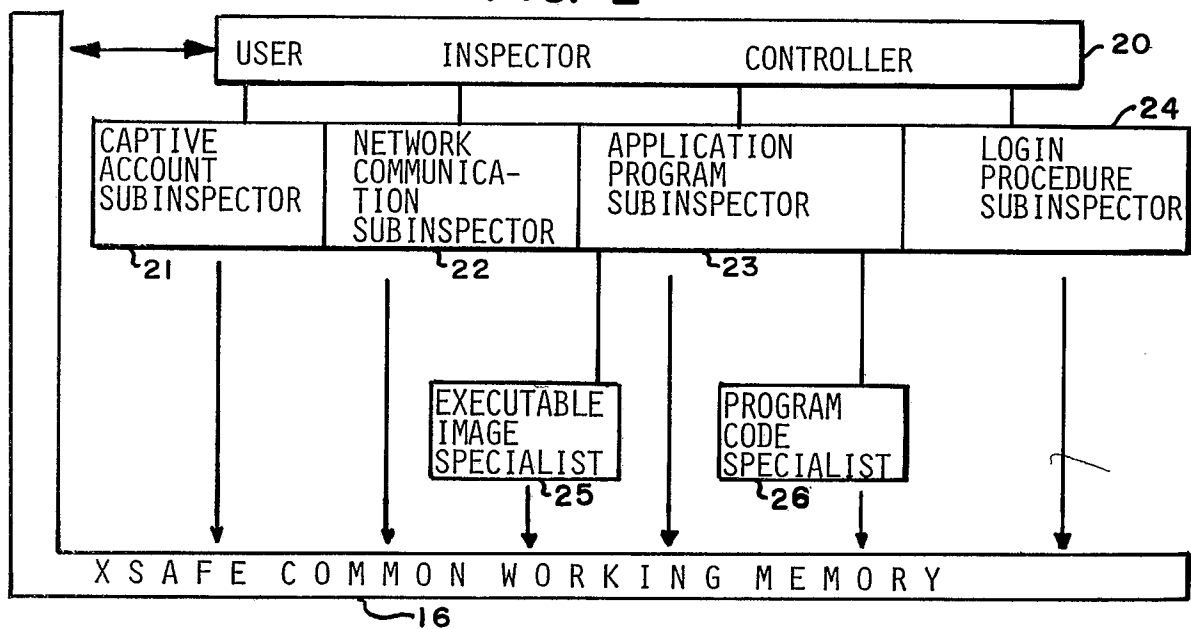 USER INSPECTOR CONTROLLER
20
24
CAPTIVE
ACCOUNT
SUBINSPECTOR
NETWORK
COMMUNICA-
TION
SUBINSPECTOR
APPLICATION
PROGRAM
SUBINSPECTOR
LOGIN
PROCEDURE
SUBINSPECTOR
21
22
23
EXECUTABLE
IMAGE
SPECIALIST
25
PROGRAM
CODE
SPECIALIST
26
XSAFE COMMON WORKING MEMORY
16